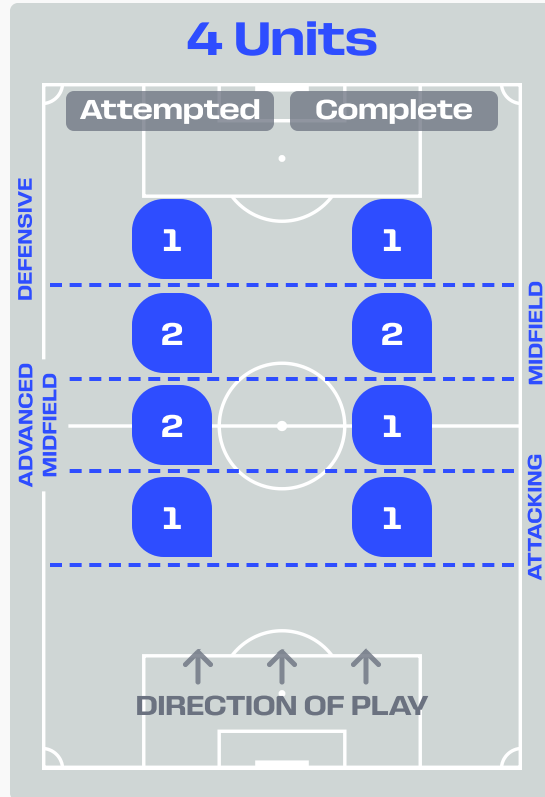 4 Units
Attempted
Complete
DEFENSIVE
1
1
MIDFIELD
2
2
ADVANCED
MIDFIELD
2
1
ATTACKING
1
1
DIRECTION OF PLAY